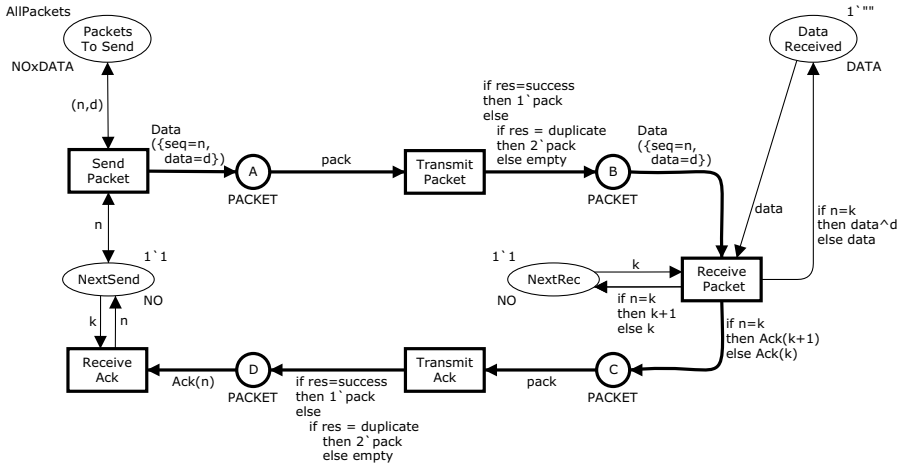 AllPackets
Packets
To Send
NOxDATA
(n,d)
1`""
Data
Received
DATA
Send
Packet
Data
({seq=n,
data=d})
A
PACKET
pack
Transmit
Packet
if res=success
then 1`pack
else
if res = duplicate
then 2`pack
else empty
B
PACKET
Data
({seq=n,
data=d})
data
if n=k
then data^d
else data
n
1`1
NextSend
NO
k
n
1`1
NextRec
NO
k
if n=k
then k+1
else k
Receive
Packet
if n=k
then Ack(k+1)
else Ack(k)
Receive
Ack
Ack(n)
D
PACKET
if res=success
then 1`pack
else
if res = duplicate
then 2`pack
else empty
Transmit
Ack
pack
C
PACKET